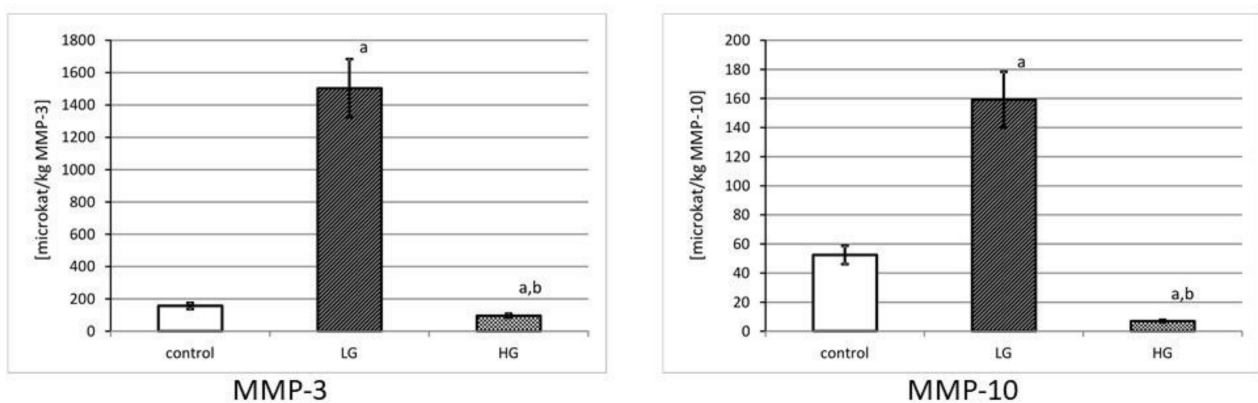 1800
1600
1400
1200
1000
800
600
400
200
0
[microkat/kg MMP-3]
a
a,b
control LG HG
MMP-3
200
180
160
140
120
100
80
60
40
20
0
[microkat/kg MMP-10]
a
a,b
control LG HG
MMP-10